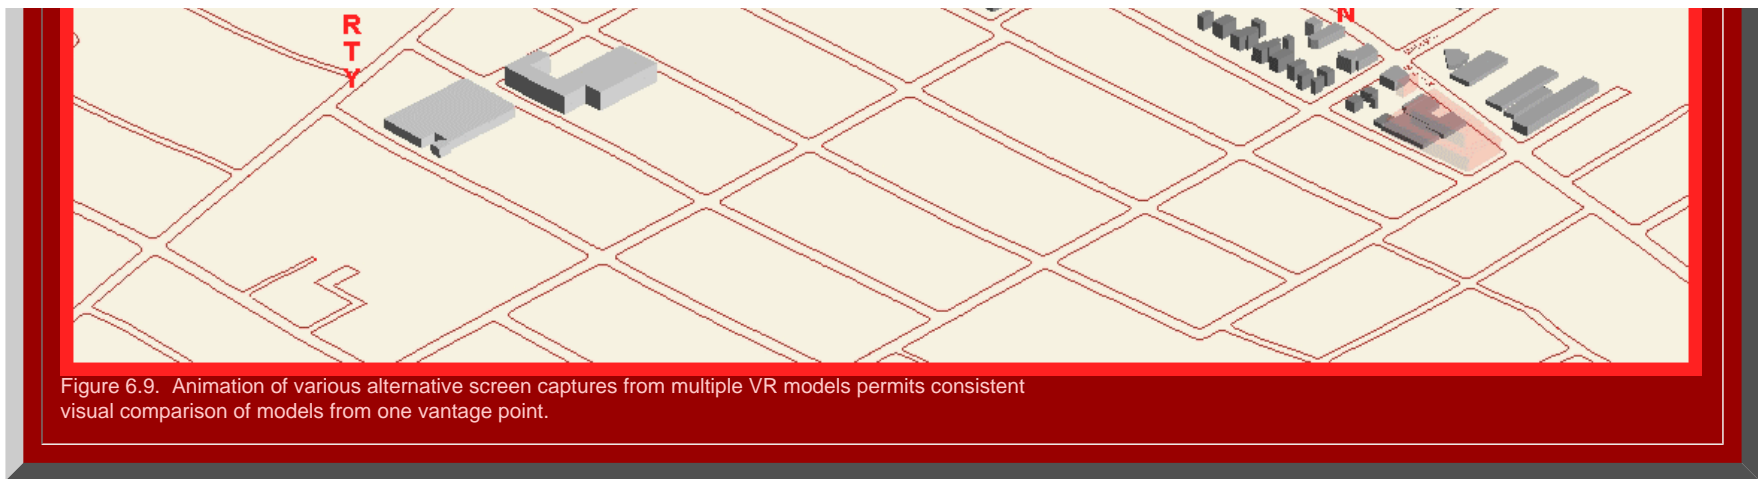 R
T
Y
N
Figure 6.9. Animation of various alternative screen captures from multiple VR models permits consistent
visual comparison of models from one vantage point.